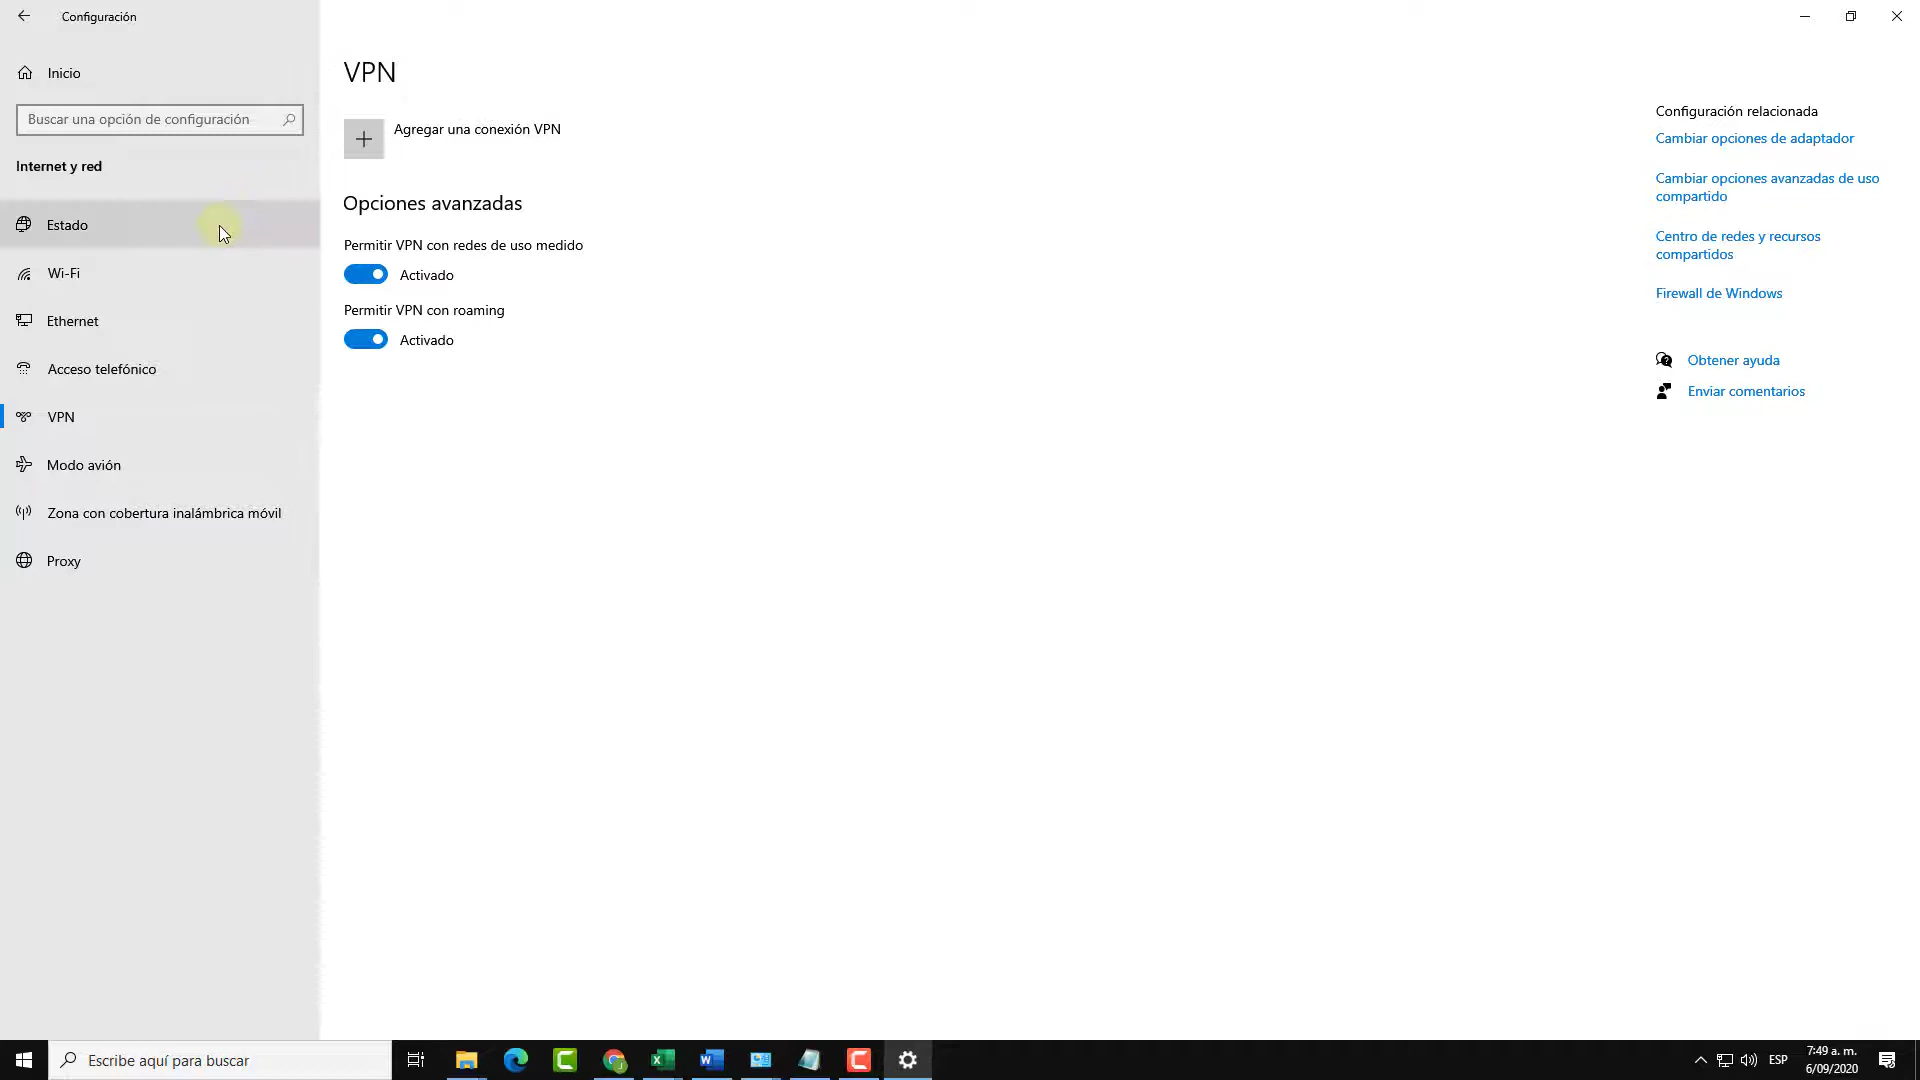 Configuración
Inicio
Buscar una opción de configuración
Internet y red
Estado
Wi-Fi
Ethernet
Acceso telefónico
VPN
Modo avión
Zona con cobertura inalámbrica móvil
Proxy
VPN
Agregar una conexión VPN
Opciones avanzadas
Permitir VPN con redes de uso medido
Activado
Permitir VPN con roaming
Activado
Configuración relacionada
Cambiar opciones de adaptador
Cambiar opciones avanzadas de uso
compartido
Centro de redes y recursos
compartidos
Firewall de Windows
Obtener ayuda
Enviar comentarios
Escribe aquí para buscar
ESP
7:49 a. m.
6/09/2020